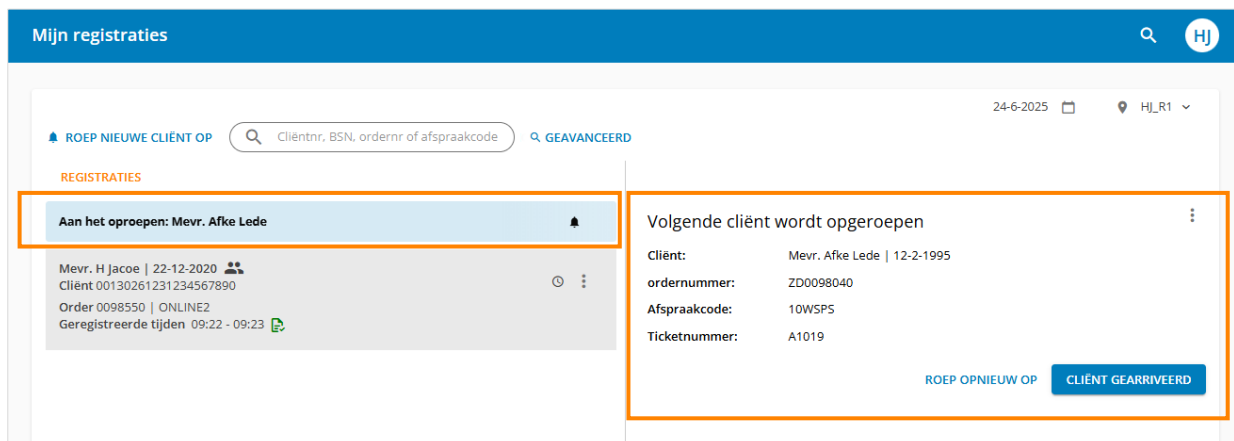 Mijn registraties
HJ
24-6-2025
HJ_R1
ROEP NIEUWE CLIËNT OP
Cliëntnr, BSN, ordernr of afspraakcode
GEAVANCEERD
REGISTRATIES
Aan het oproepen: Mevr. Afke Lede
Mevr. H Jacoe | 22-12-2020
Cliënt 00130261231234567890
Order 0098550 | ONLINE2
Geregistreerde tijden 09:22 - 09:23
Volgende cliënt wordt opgeroepen
Cliënt: Mevr. Afke Lede | 12-2-1995
ordernummer: ZD0098040
Afspraakcode: 10WSPS
Ticketnummer: A1019
ROEP OPNIEUW OP
CLIËNT GEARRIVEERD